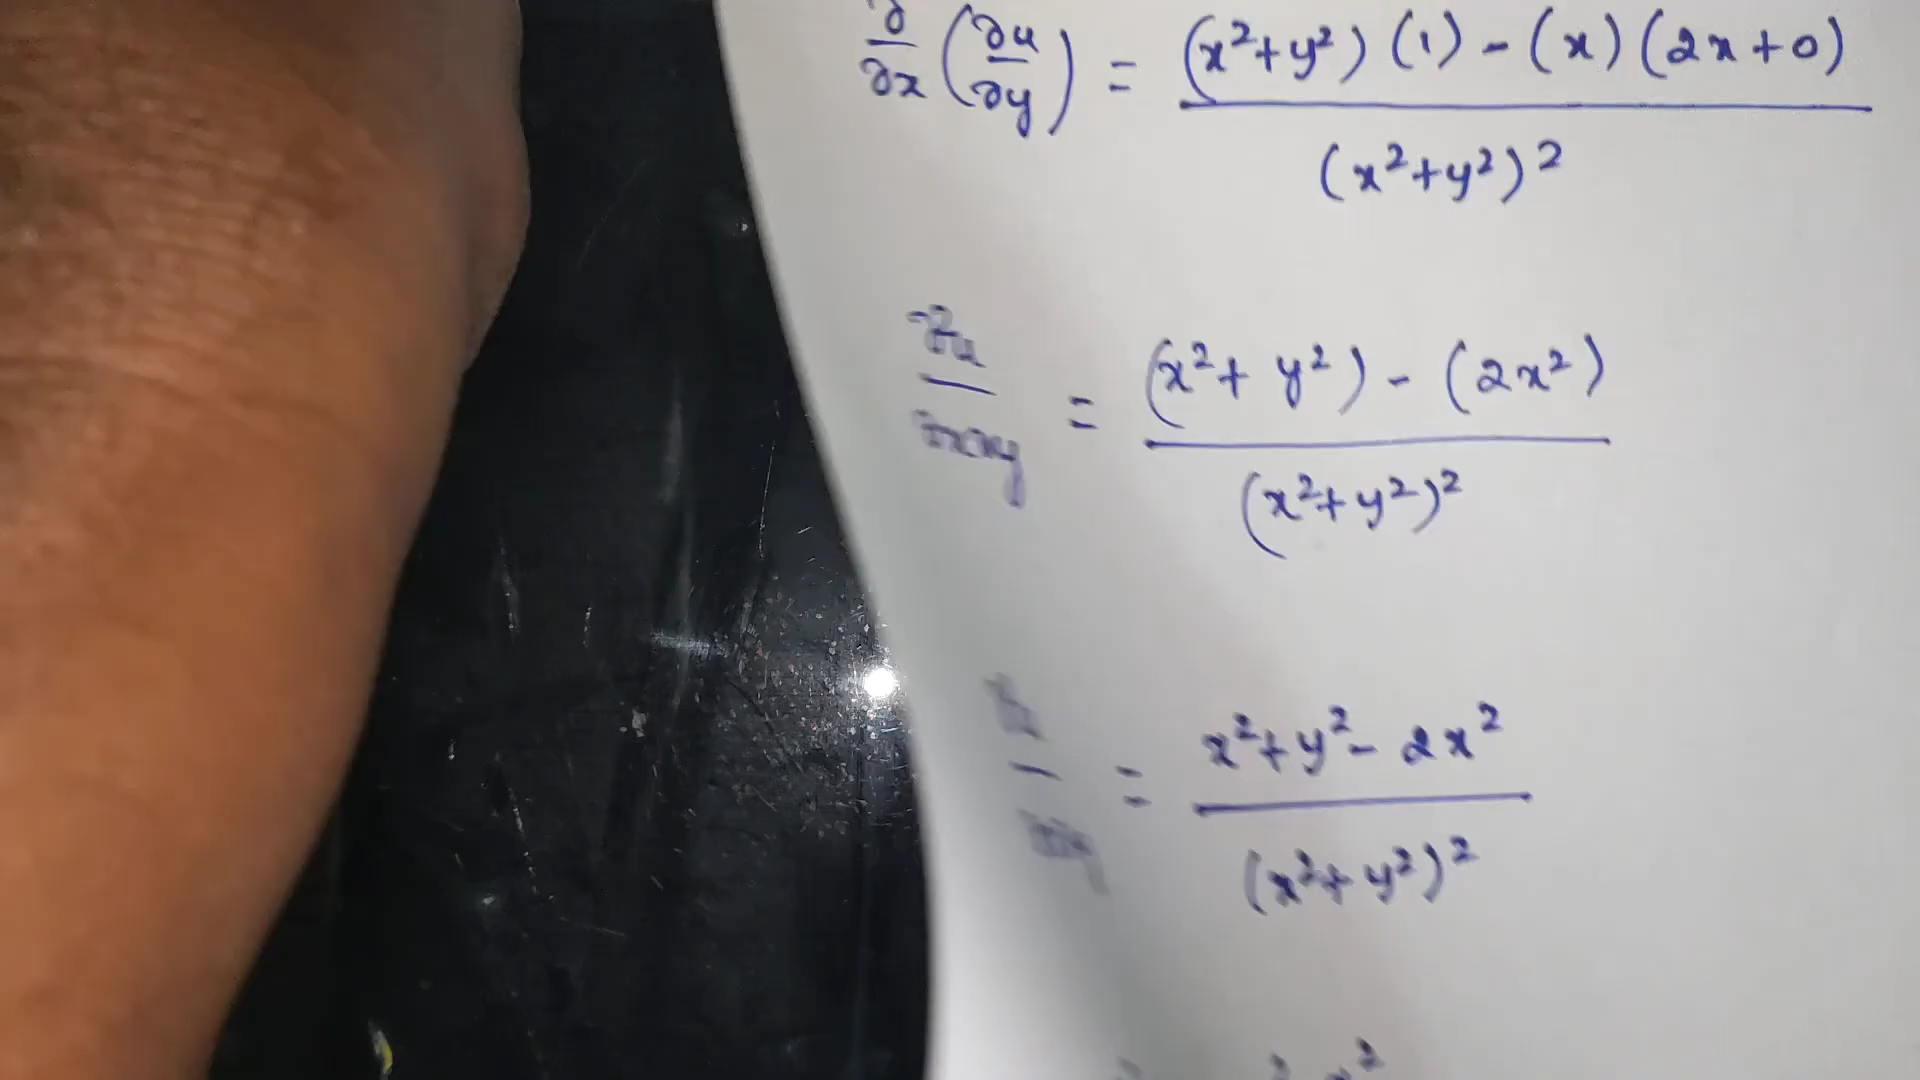 ∂/∂x (∂u/∂y) = (x²+y²)(1) - (x)(2x+0) / (x²+y²)²
∂²u/∂x∂y = (x²+y²) - (2x²) / (x²+y²)²
= x²+y²-2x² / (x²+y²)²